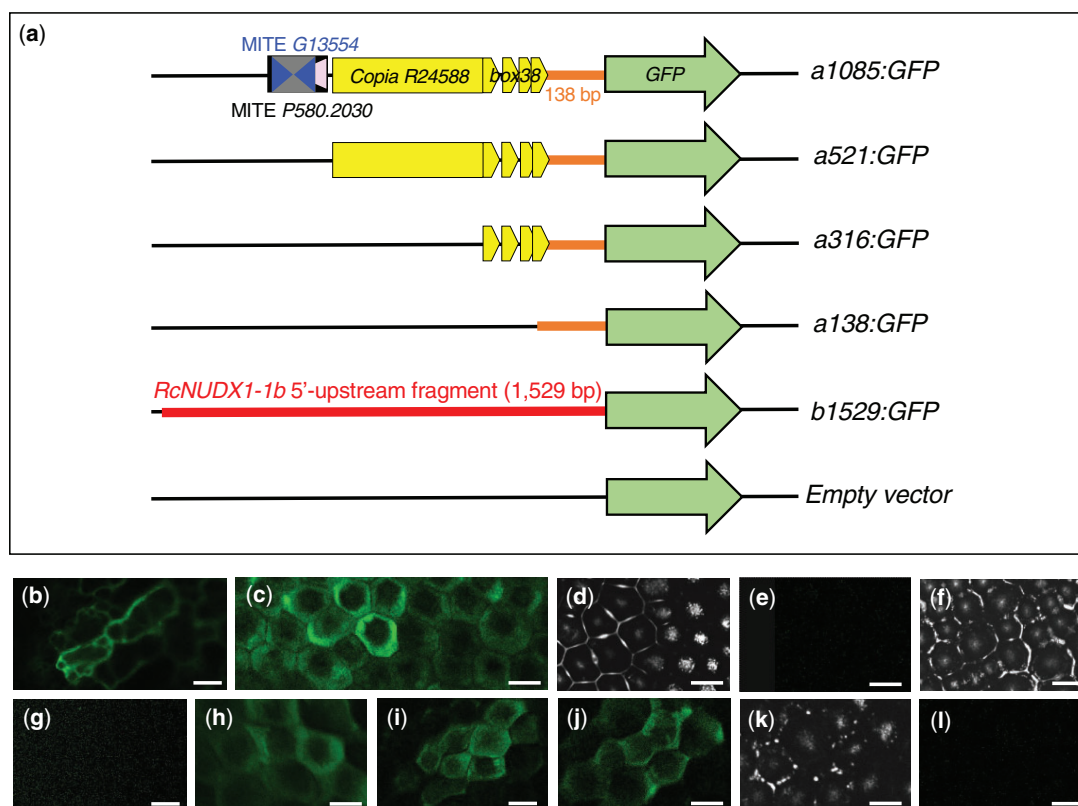 (a)
MITE G13554
Copia R24588
box38
GFP
a1085:GFP
138 bp
MITE P580.2030
a521:GFP
a316:GFP
a138:GFP
RcNUDX1-1b 5'-upstream fragment (1,529 bp)
b1529:GFP
Empty vector
(b) (c) (d) (e) (f)
(g) (h) (i) (j) (k) (l)